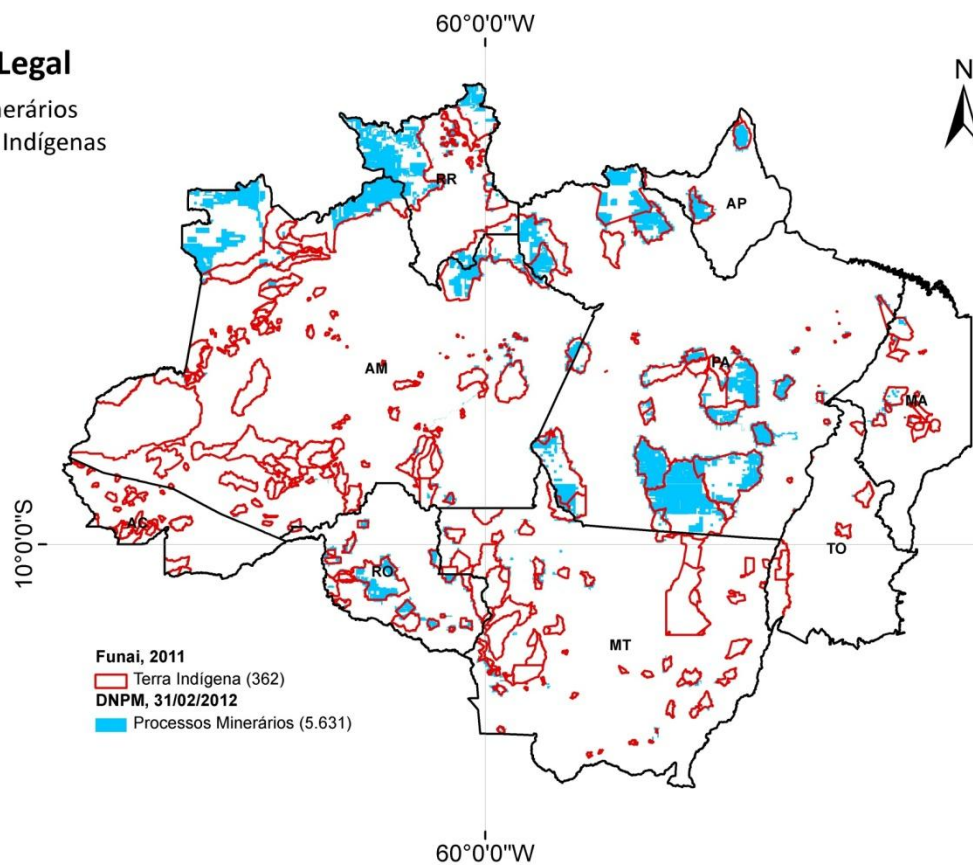 60°0'0"W
Legal
erários
Indígenas
N
RR
AP
AM
PA
MA
AC
10°0'0"S
TO
RO
MT
Funai, 2011
Terra Indígena (362)
DNPM, 31/02/2012
Processos Minerários (5.631)
60°0'0"W